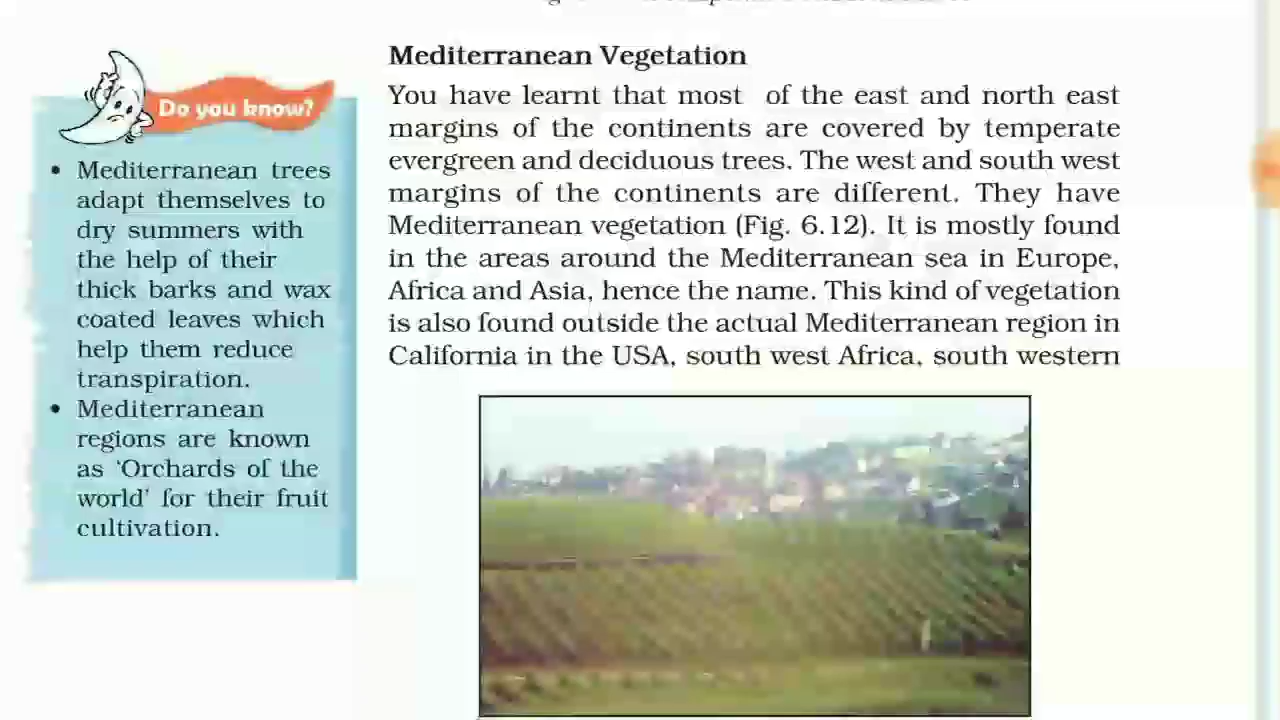 Mediterranean Vegetation
You have learnt that most of the east and north east
margins of the continents are covered by temperate
evergreen and deciduous trees. The west and south west
margins of the continents are different. They have
Mediterranean vegetation (Fig. 6.12). It is mostly found
in the areas around the Mediterranean sea in Europe,
Africa and Asia, hence the name. This kind of vegetation
is also found outside the actual Mediterranean region in
California in the USA, south west Africa, south western
Do you know?
• Mediterranean trees
adapt themselves to
dry summers with
the help of their
thick barks and wax
coated leaves which
help them reduce
transpiration.
• Mediterranean
regions are known
as ‘Orchards of the
world’ for their fruit
cultivation.